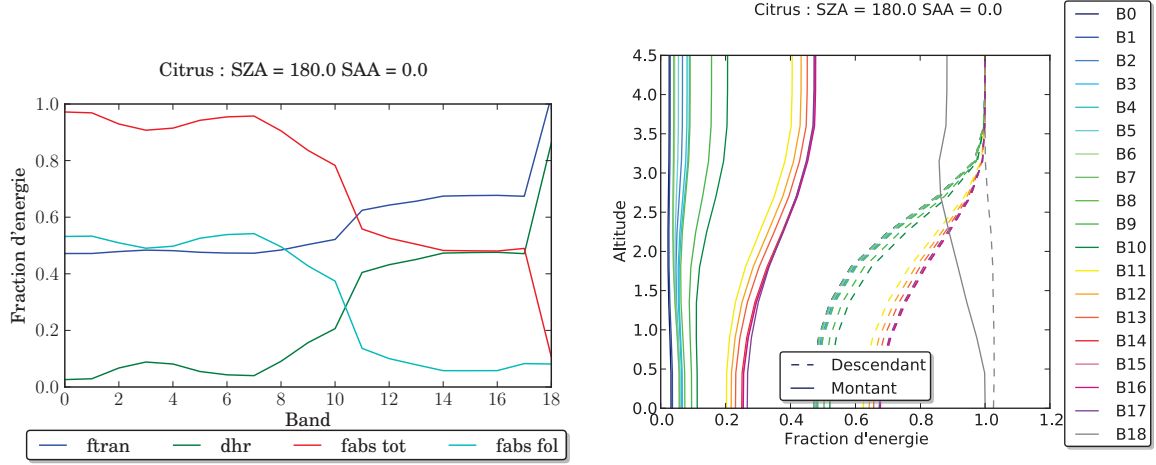 Citrus : SZA = 180.0 SAA = 0.0
Fraction d'energie
1.0
0.8
0.6
0.4
0.2
0.0
0 2 4 6 8 10 12 14 16 18
Band
ftran dhr fabs tot fabs fol
Citrus : SZA = 180.0 SAA = 0.0
Altitude
4.5
4.0
3.5
3.0
2.5
2.0
1.5
1.0
0.5
0.0
0.0 0.2 0.4 0.6 0.8 1.0 1.2
Fraction d'energie
Descendant
Montant
B0
B1
B2
B3
B4
B5
B6
B7
B8
B9
B10
B11
B12
B13
B14
B15
B16
B17
B18